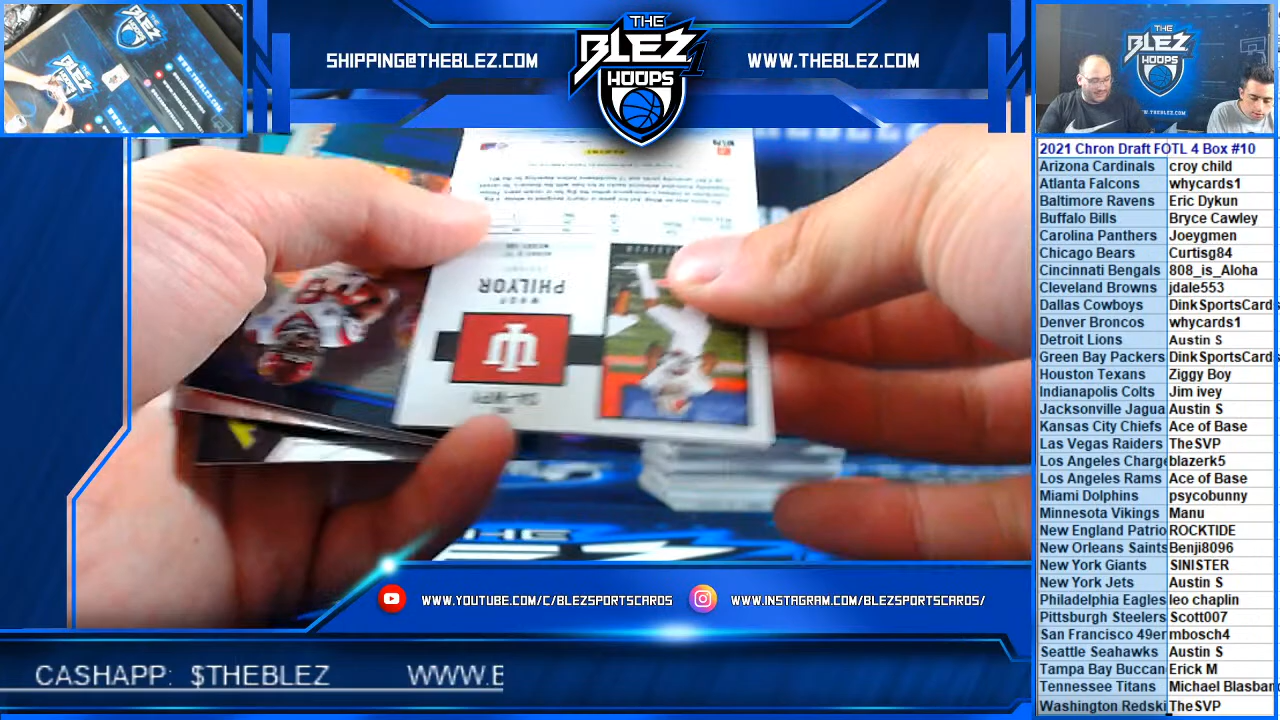 SHIPPING@THEBLEZ.COM
THE
BLEZ
HOOPS
WWW.THEBLEZ.COM
THE
BLEZ
PHILYOR
2021 Chron Draft FOTL 4 Box #10
Arizona Cardinals croy child
Atlanta Falcons whycards1
Baltimore Ravens Eric Dykun
Buffalo Bills Bryce Cawley
Carolina Panthers Joeygmen
Chicago Bears Curtisg84
Cincinnati Bengals 808_is_Aloha
Cleveland Browns jdale553
Dallas Cowboys DinkSportsCard
Denver Broncos whycards1
Detroit Lions Austin S
Green Bay Packers DinkSportsCard
Houston Texans Ziggy Boy
Indianapolis Colts Jim ivey
Jacksonville Jagua Austin S
Kansas City Chiefs Ace of Base
Las Vegas Raiders TheSVP
Los Angeles Charge blazerk5
Los Angeles Rams Ace of Base
Miami Dolphins psycobunny
Minnesota Vikings Manu
New England Patrio ROCKTIDE
New Orleans Saints Benji8096
New York Giants SINISTER
New York Jets Austin S
Philadelphia Eagles leo chaplin
Pittsburgh Steelers Scott007
San Francisco 49er mbosch4
Seattle Seahawks Austin S
Tampa Bay Buccan Erick M
Tennessee Titans Michael Blasban
Washington Redski TheSVP
WWW.YOUTUBE.COM/C/BLEZSPORTSCARDS
WWW.INSTAGRAM.COM/BLEZSPORTSCARDS/
CASHAPP: $THEBLEZ WWW.B